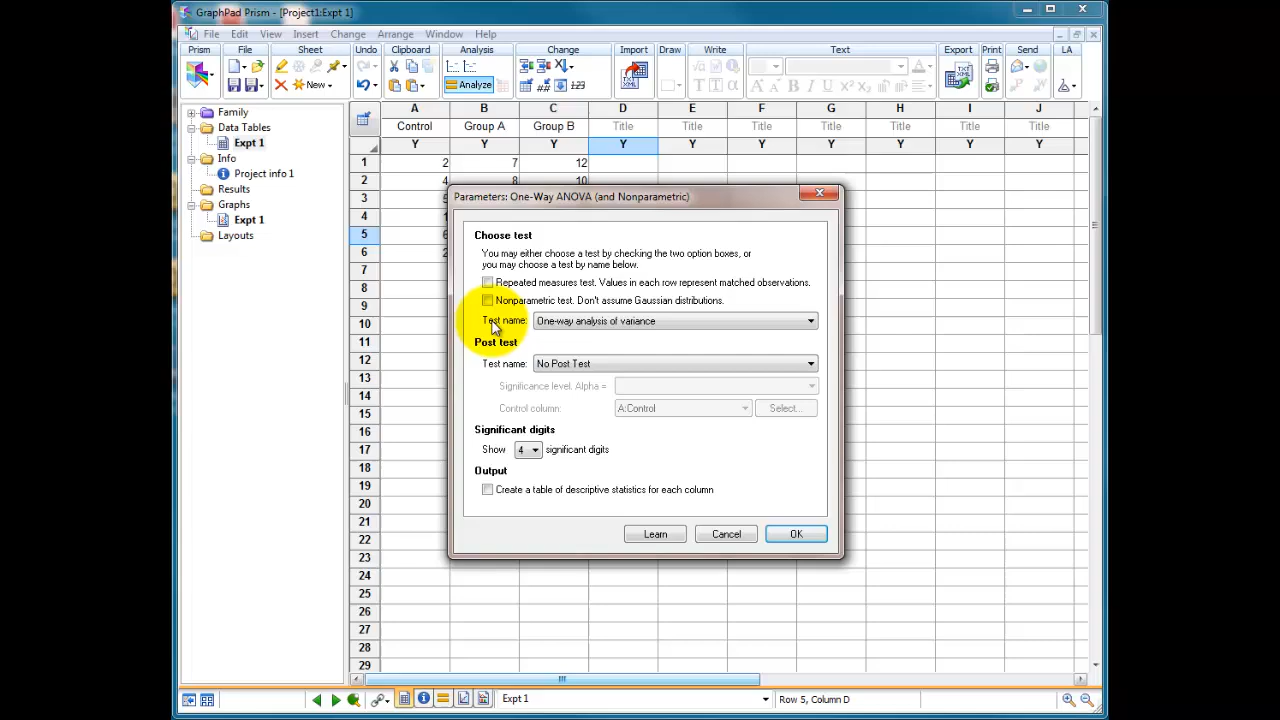 GraphPad Prism - [Project1:Expt 1]
File Edit View Insert Change Arrange Window Help
Prism File Sheet Undo Clipboard Analysis Change Import Draw Write Text Export Print Send LA
New
Analyze
123
Family
Data Tables
Expt 1
Info
Project info 1
Results
Graphs
Expt 1
Layouts
A B C D E F G H I J
Control Group A Group B Title Title Title Title Title Title Title
Y Y Y Y Y Y Y Y Y Y
1 2 7 12
2 4 8 10
3
4
5
6
7
8
9
10
11
12
13
14
15
16
17
18
19
20
21
22
23
24
25
26
27
28
29
Parameters: One-Way ANOVA (and Nonparametric)
Choose test
You may either choose a test by checking the two option boxes, or
you may choose a test by name below.
Repeated measures test. Values in each row represent matched observations.
Nonparametric test. Don't assume Gaussian distributions.
Test name: One-way analysis of variance
Post test
Test name: No Post Test
Significance level. Alpha =
Control column: A:Control Select...
Significant digits
Show 4 significant digits
Output
Create a table of descriptive statistics for each column
Learn Cancel OK
Expt 1 Row 5, Column D